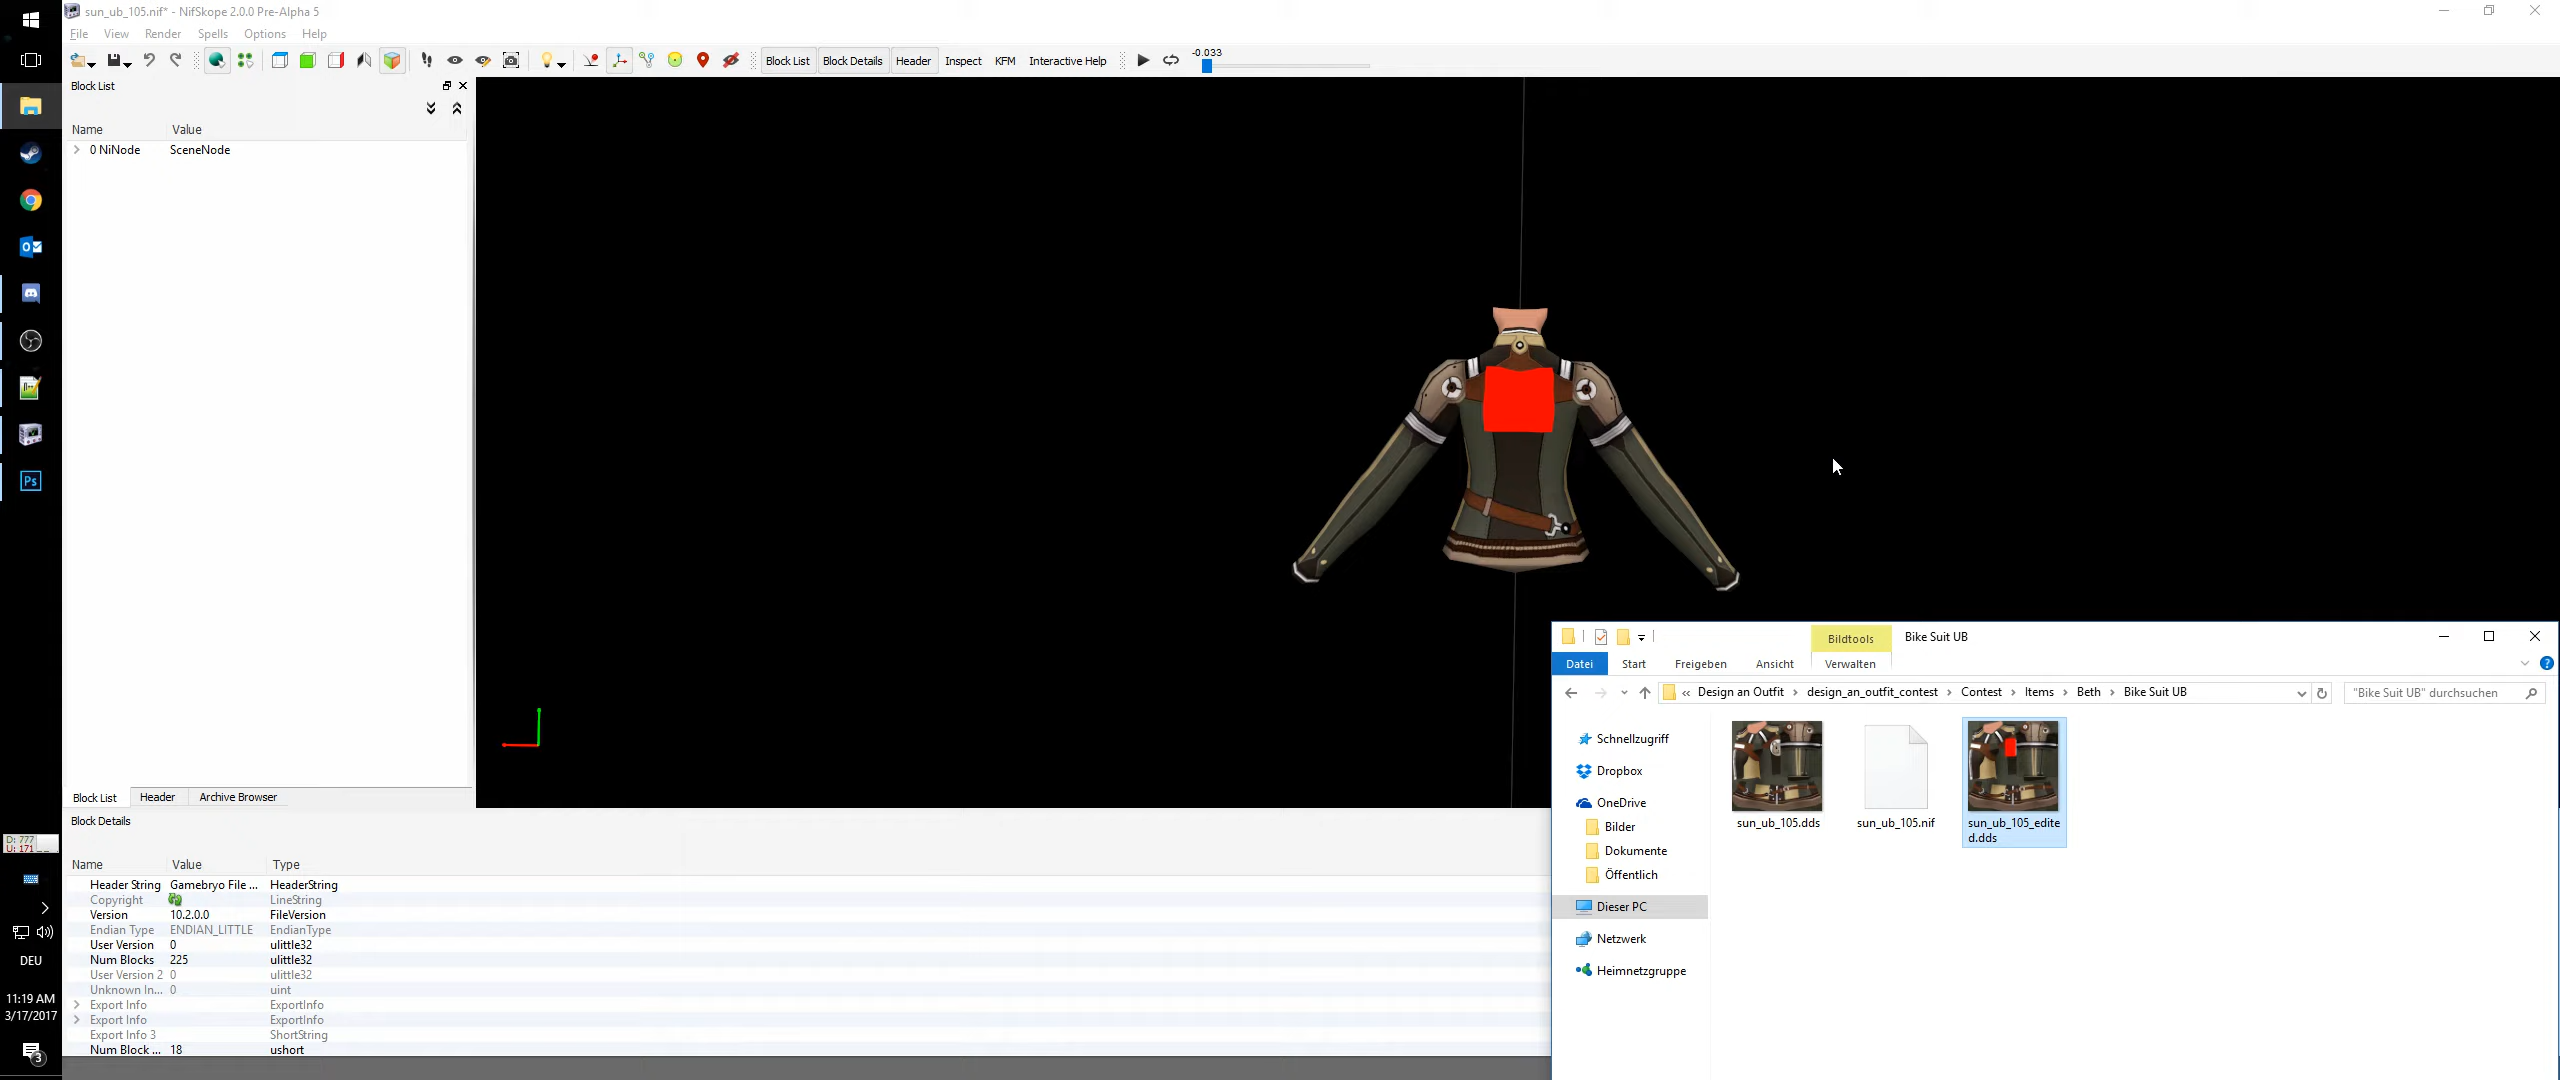 sun_ub_105.nif* - NifSkope 2.0.0 Pre-Alpha 5
File View Render Spells Options Help
Block List Block Details Header Inspect KFM Interactive Help -0.033
Block List
Name Value
0 NiNode SceneNode
Block List Header Archive Browser
Block Details
Name Value Type
Header String Gamebryo File ... HeaderString
Copyright LineString
Version 10.2.0.0 FileVersion
Endian Type ENDIAN_LITTLE EndianType
User Version 0 ulittle32
Num Blocks 225 ulittle32
User Version 2 0 ulittle32
Unknown In... 0 uint
Export Info ExportInfo
Export Info ExportInfo
Export Info 3 ShortString
Num Block ... 18 ushort
Bildtools Bike Suit UB
Datei Start Freigeben Ansicht Verwalten
« Design an Outfit > design_an_outfit_contest > Contest > Items > Beth > Bike Suit UB
"Bike Suit UB" durchsuchen
Schnellzugriff
Dropbox
OneDrive
Bilder
Dokumente
Öffentlich
Dieser PC
Netzwerk
Heimnetzgruppe
sun_ub_105.dds
sun_ub_105.nif
sun_ub_105_edite
d.dds
Ps
D: 777
U: 171
DEU
11:19 AM
3/17/2017
3